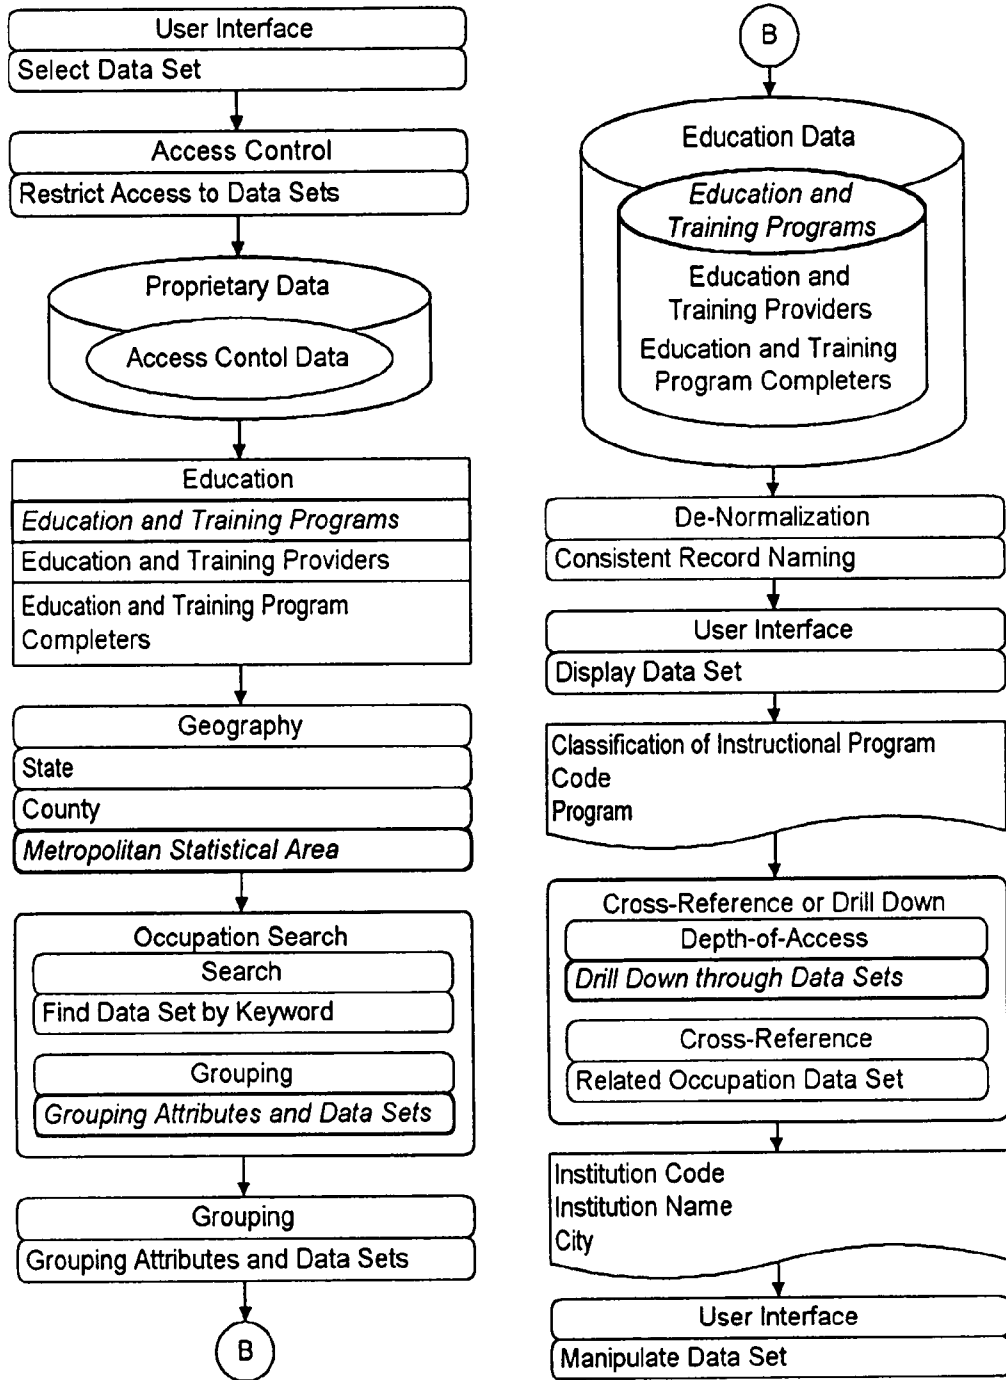 User Interface
Select Data Set
Access Control
Restrict Access to Data Sets
Proprietary Data
Access Contol Data
Education
Education and Training Programs
Education and Training Providers
Education and Training Program
Completers
Geography
State
County
Metropolitan Statistical Area
Occupation Search
Search
Find Data Set by Keyword
Grouping
Grouping Attributes and Data Sets
Grouping
Grouping Attributes and Data Sets
B
B
Education Data
Education and
Training Programs
Education and
Training Providers
Education and Training
Program Completers
De-Normalization
Consistent Record Naming
User Interface
Display Data Set
Classification of Instructional Program
Code
Program
Cross-Reference or Drill Down
Depth-of-Access
Drill Down through Data Sets
Cross-Reference
Related Occupation Data Set
Institution Code
Institution Name
City
User Interface
Manipulate Data Set